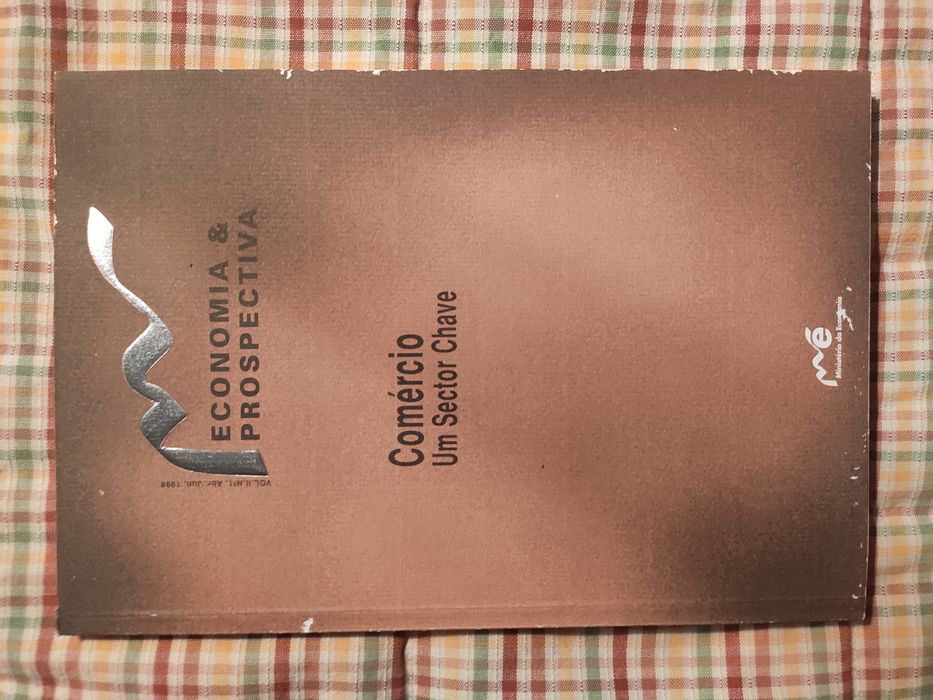 VOL.II,Nº1, Abr./Jun. 1998
ECONOMIA &
PROSPECTIVA
Comércio
Um Sector Chave
mé
Ministério da Economia